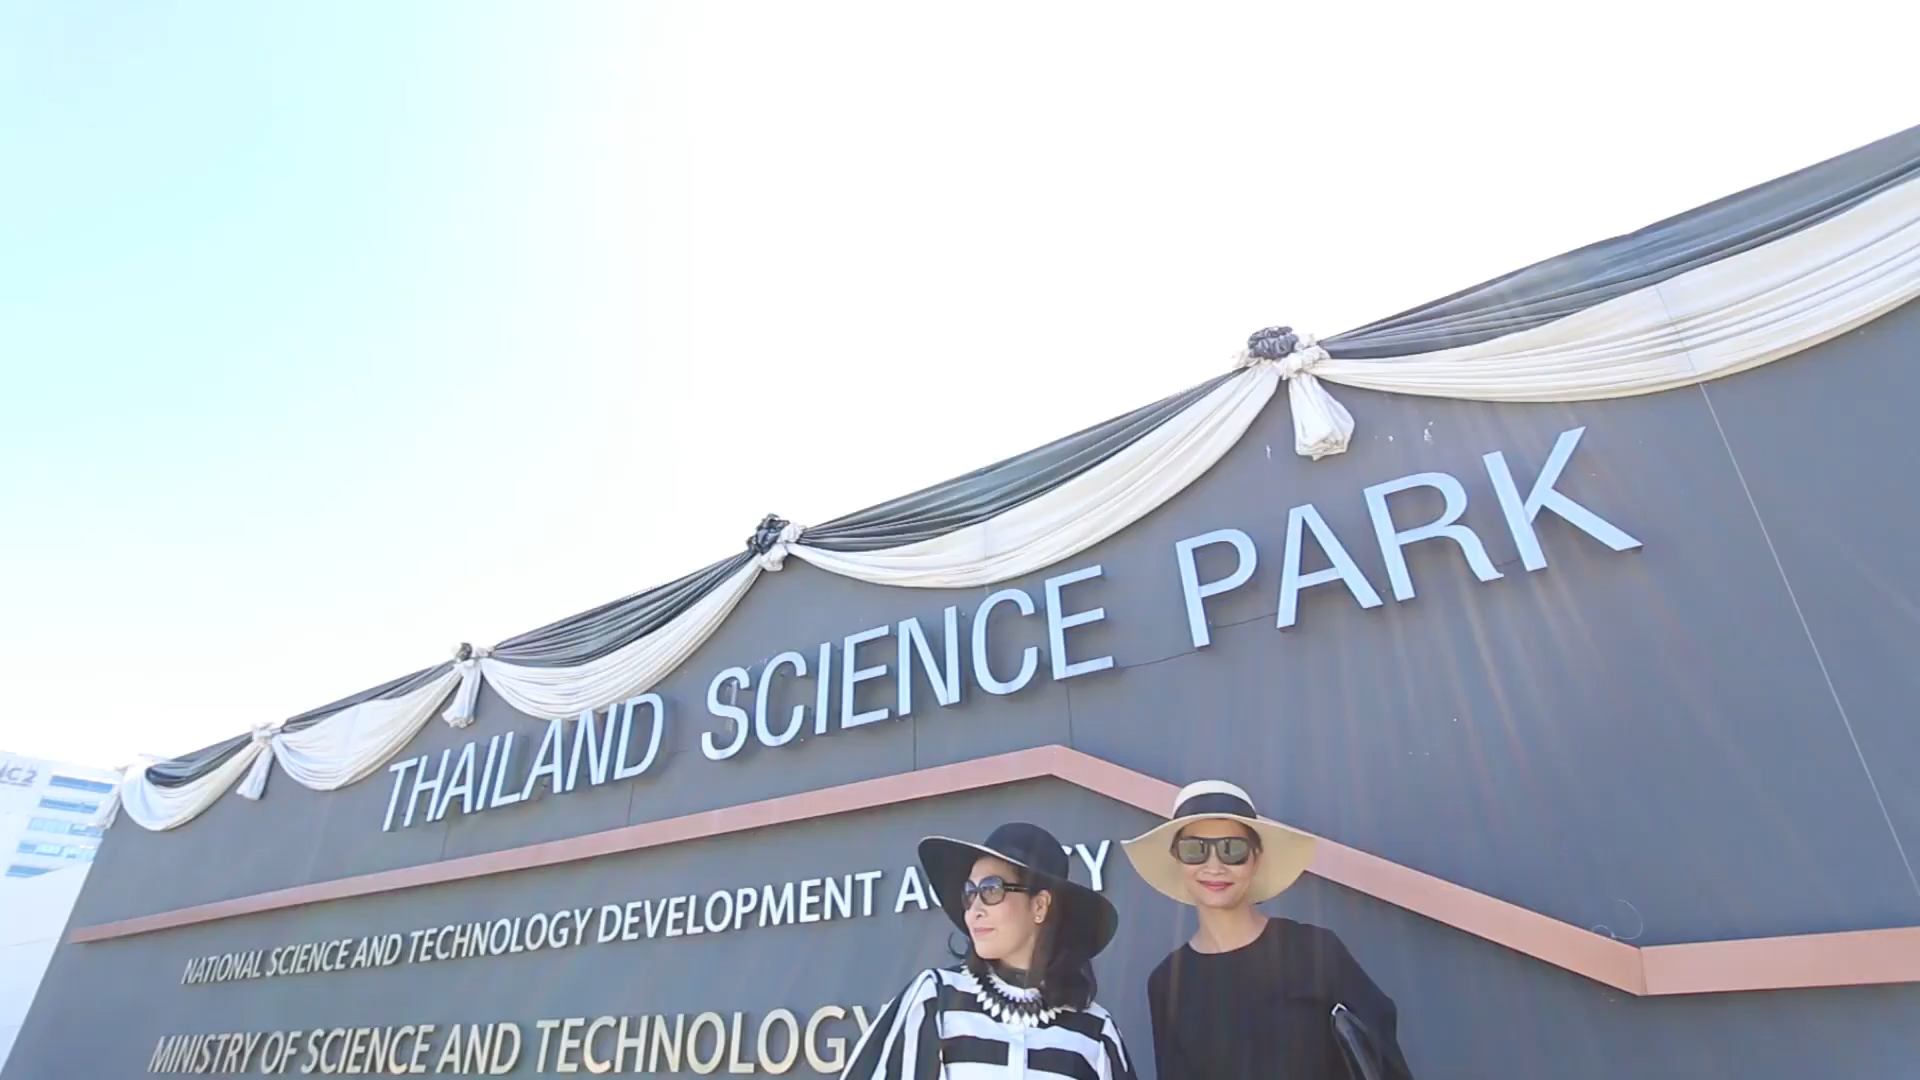 THAILAND SCIENCE PARK
NATIONAL SCIENCE AND TECHNOLOGY DEVELOPMENT
MINISTRY OF SCIENCE AND TECHNOLOGY